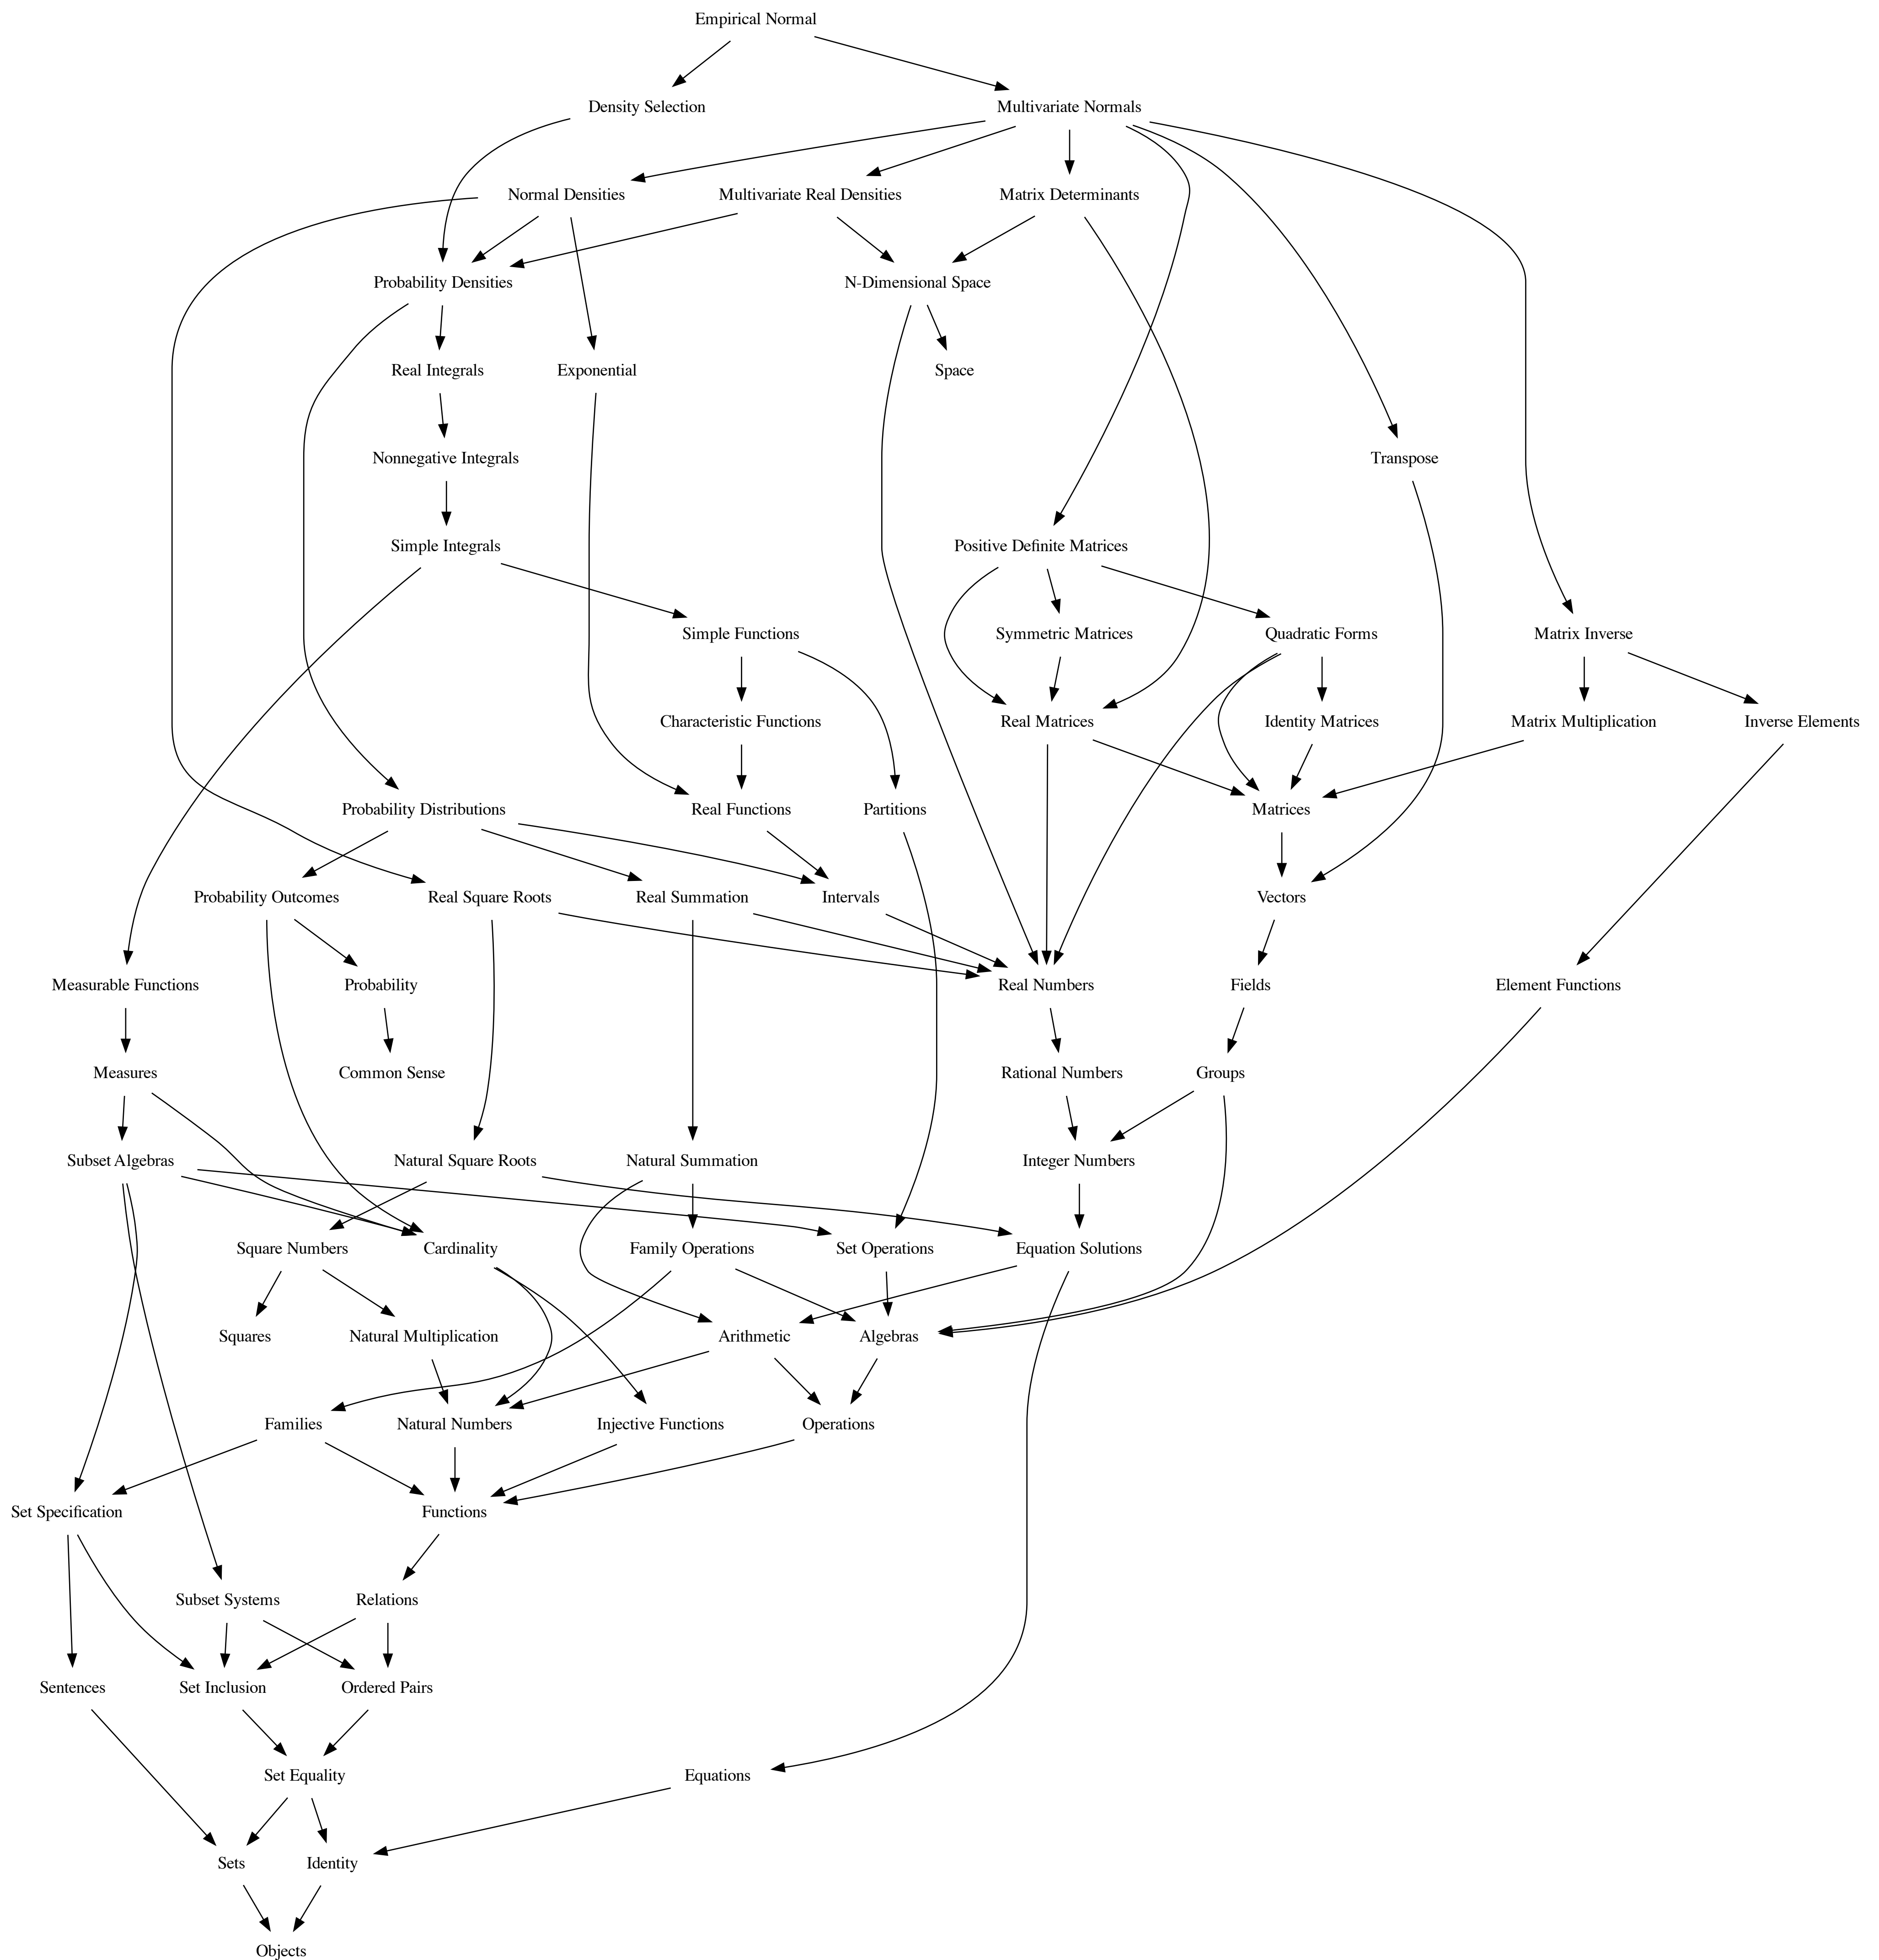 Empirical Normal
Density Selection
Multivariate Normals
Normal Densities
Multivariate Real Densities
Matrix Determinants
Probability Densities
N-Dimensional Space
Real Integrals
Exponential
Space
Nonnegative Integrals
Transpose
Simple Integrals
Positive Definite Matrices
Simple Functions
Symmetric Matrices
Quadratic Forms
Matrix Inverse
Characteristic Functions
Real Matrices
Identity Matrices
Matrix Multiplication
Inverse Elements
Probability Distributions
Real Functions
Partitions
Matrices
Probability Outcomes
Real Square Roots
Real Summation
Intervals
Vectors
Measurable Functions
Probability
Real Numbers
Fields
Element Functions
Measures
Common Sense
Rational Numbers
Groups
Subset Algebras
Natural Square Roots
Natural Summation
Integer Numbers
Square Numbers
Cardinality
Family Operations
Set Operations
Equation Solutions
Squares
Natural Multiplication
Arithmetic
Algebras
Families
Natural Numbers
Injective Functions
Operations
Set Specification
Functions
Subset Systems
Relations
Sentences
Set Inclusion
Ordered Pairs
Set Equality
Equations
Sets
Identity
Objects